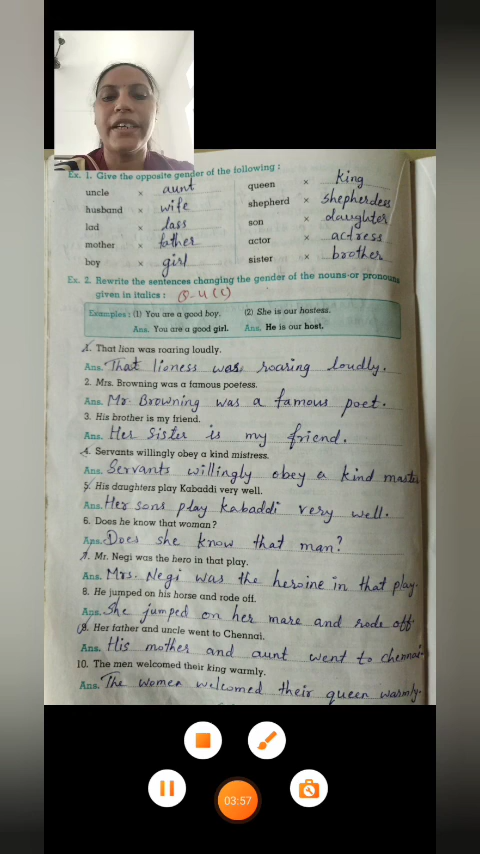 Ex. 1. Give the opposite gender of the following :
uncle × aunt queen × king
husband × wife shepherd × shepherdess
lad × lass son × daughter
mother × father actor × actress
boy × girl sister × brother
Ex. 2. Rewrite the sentences changing the gender of the nouns or pronouns
given in italics : Q-4 (C)
Examples : (1) You are a good boy. (2) She is our hostess.
Ans. You are a good girl. Ans. He is our host.
1. That lion was roaring loudly.
Ans. That lioness was roaring loudly.
2. Mrs. Browning was a famous poetess.
Ans. Mr. Browning was a famous poet.
3. His brother is my friend.
Ans. Her sister is my friend.
4. Servants willingly obey a kind mistress.
Ans. Servants willingly obey a kind master
5. His daughters play Kabaddi very well.
Ans. Her sons play kabaddi very well.
6. Does he know that woman?
Ans. Does she know that man?
7. Mr. Negi was the hero in that play.
Ans. Mrs. Negi was the heroine in that play.
8. He jumped on his horse and rode off.
Ans. She jumped on her mare and rode off.
9. Her father and uncle went to Chennai.
Ans. His mother and aunt went to chennai.
10. The men welcomed their king warmly.
Ans. The women welcomed their queen warmly.
03:57